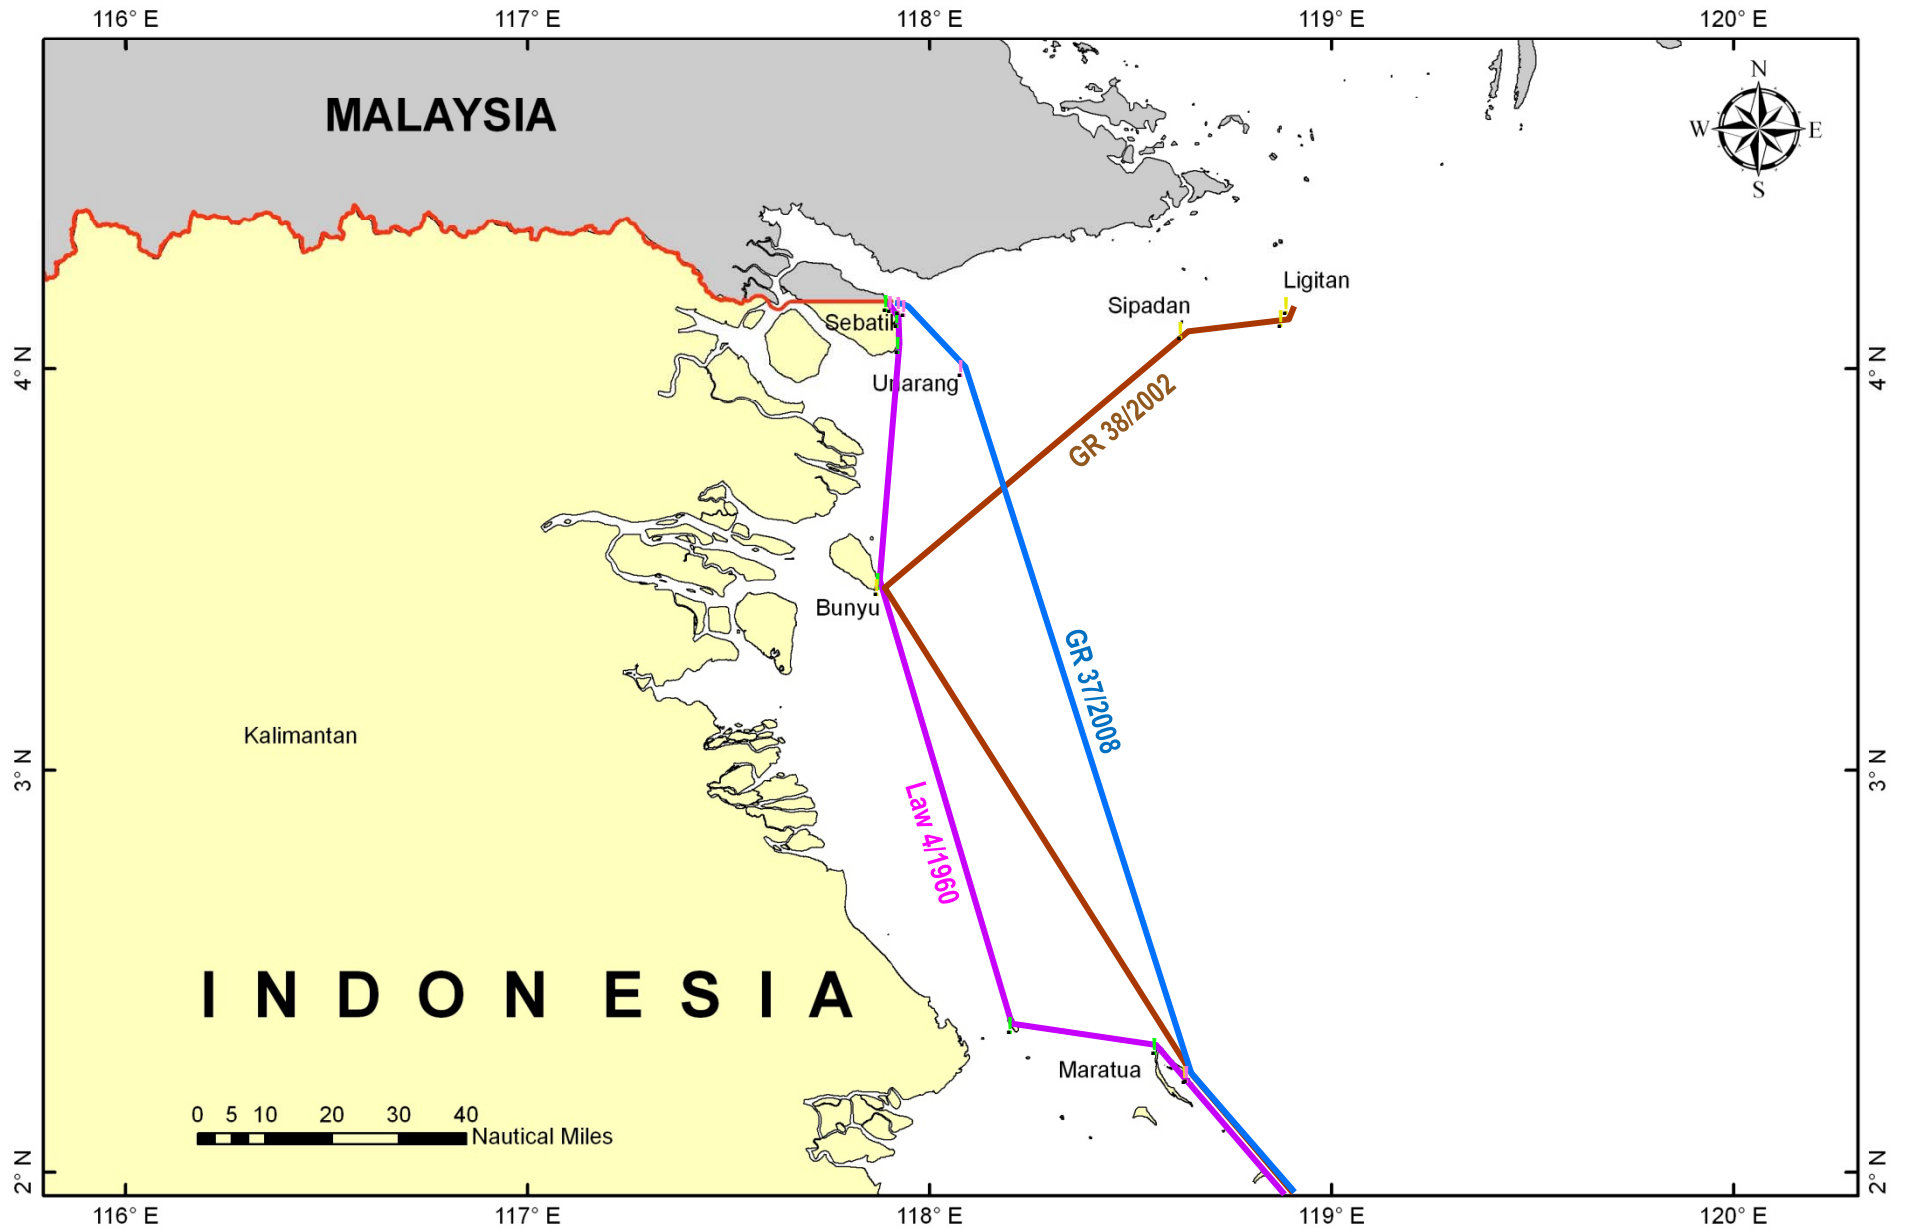 116° E 117° E 118° E 119° E 120° E
N
W E
S
MALAYSIA
Ligitan
Sipadan
Sebatik
4° N 4° N
Unarang
GR 38/2002
Bunyu
GR 37/2008
Kalimantan
3° N 3° N
Law 4/1960
INDONESIA
Maratua
0 5 10 20 30 40
Nautical Miles
2° N 2° N
116° E 117° E 118° E 119° E 120° E